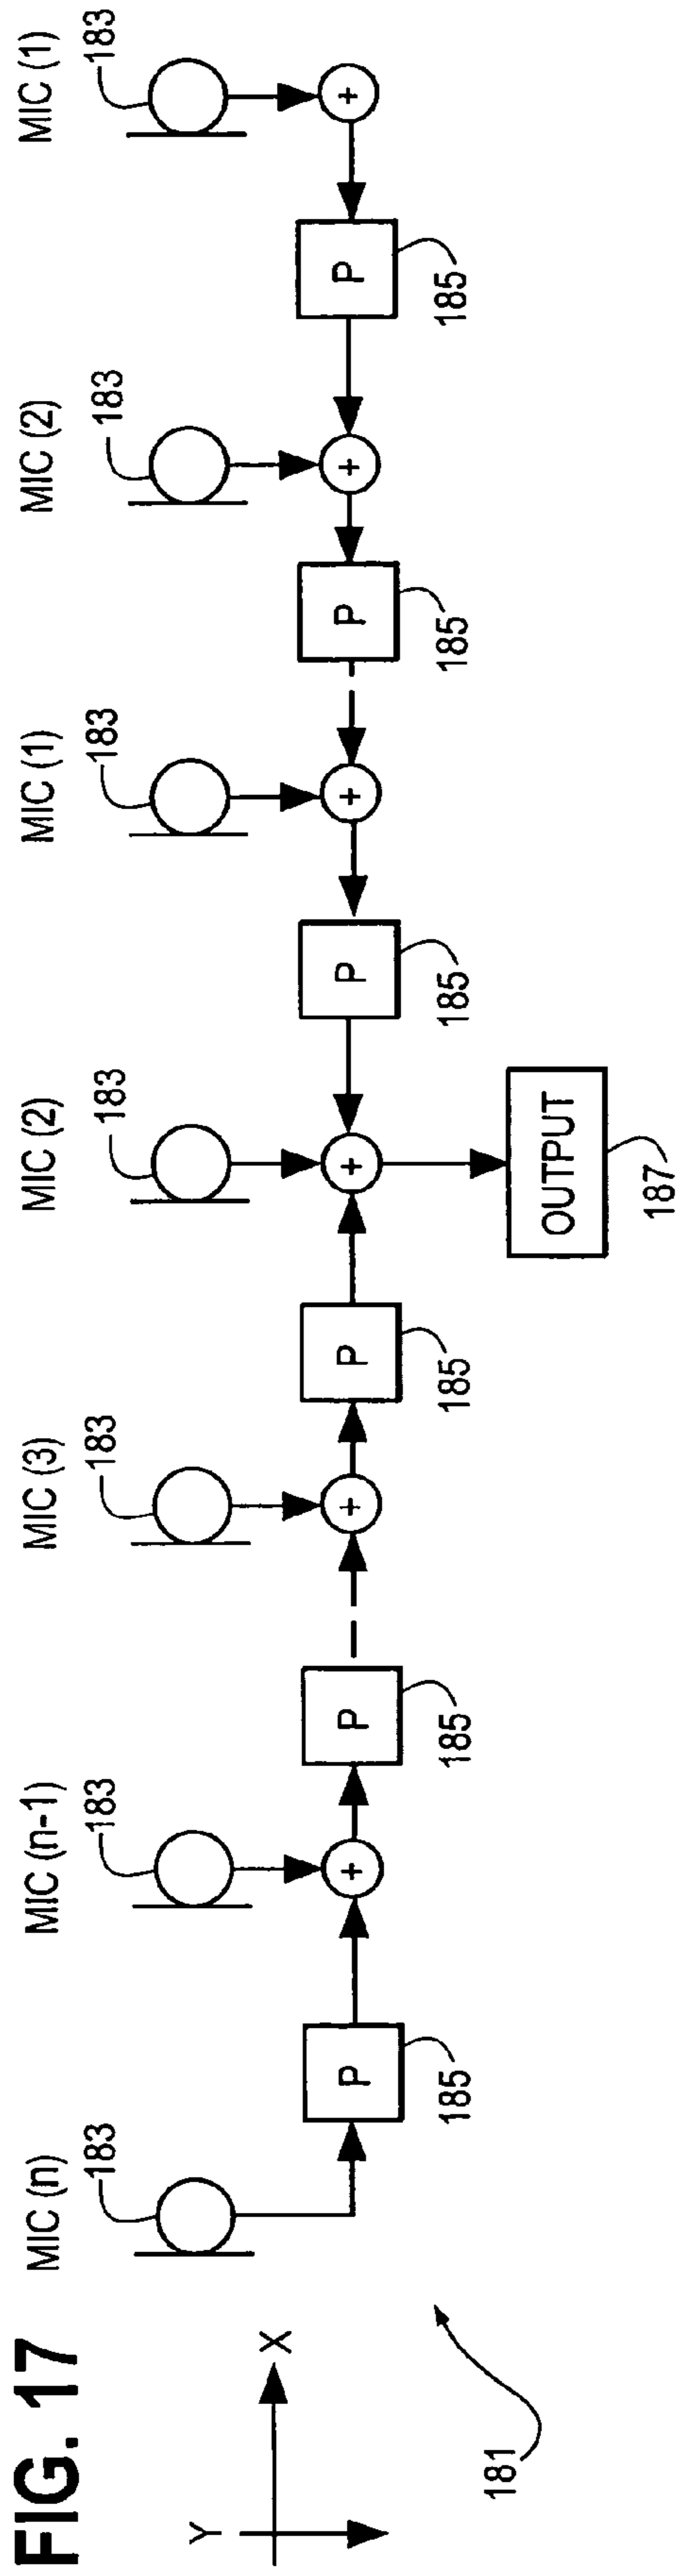 FIG. 17
Y
X
181
MIC (n)
MIC (n-1)
MIC (3)
MIC (2)
MIC (1)
MIC (2)
MIC (1)
183
183
183
183
183
183
183
P
+
P
+
P
+
P
+
P
+
P
+
185
185
185
185
185
185
OUTPUT
187